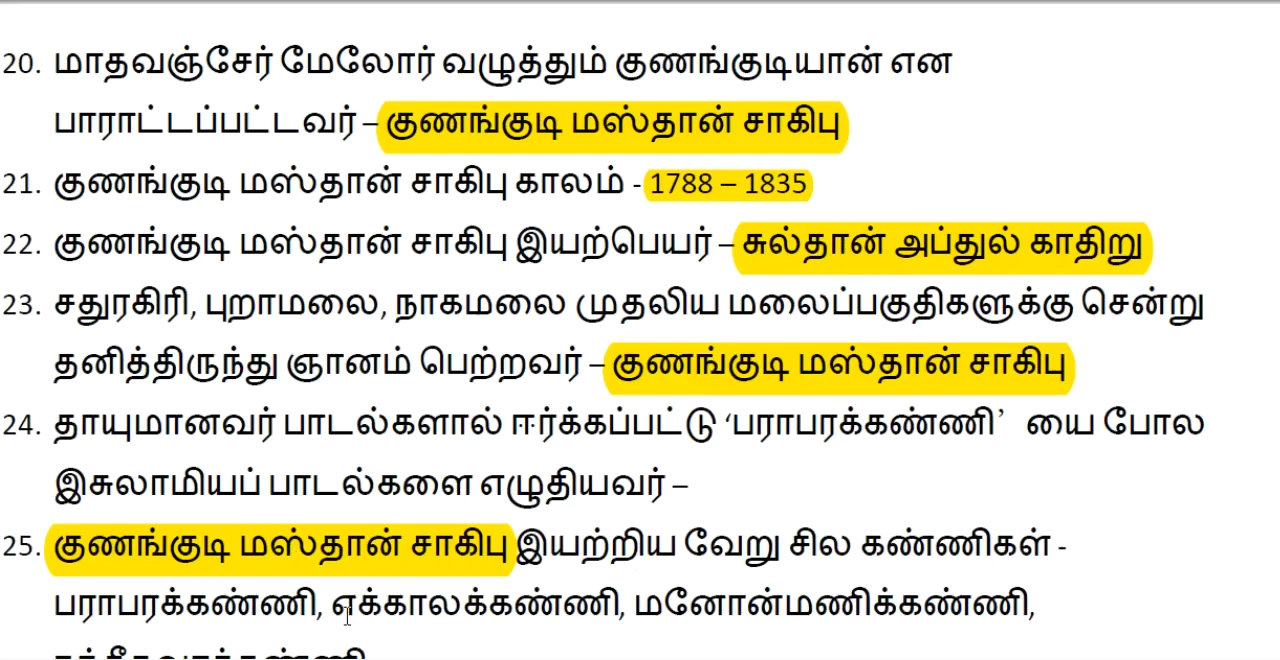 20. மாதவஞ்சேர் மேலோர் வழுத்தும் குணங்குடியான் என
பாராட்டப்பட்டவர் – குணங்குடி மஸ்தான் சாகிபு
21. குணங்குடி மஸ்தான் சாகிபு காலம் - 1788 – 1835
22. குணங்குடி மஸ்தான் சாகிபு இயற்பெயர் – சுல்தான் அப்துல் காதிறு
23. சதுரகிரி, புறாமலை, நாகமலை முதலிய மலைப்பகுதிகளுக்கு சென்று
தனித்திருந்து ஞானம் பெற்றவர் – குணங்குடி மஸ்தான் சாகிபு
24. தாயுமானவர் பாடல்களால் ஈர்க்கப்பட்டு ‘பராபரக்கண்ணி’ யை போல
இசுலாமியப் பாடல்களை எழுதியவர் –
25. குணங்குடி மஸ்தான் சாகிபு இயற்றிய வேறு சில கண்ணிகள் -
பராபரக்கண்ணி, எக்காலக்கண்ணி, மனோன்மணிக்கண்ணி,